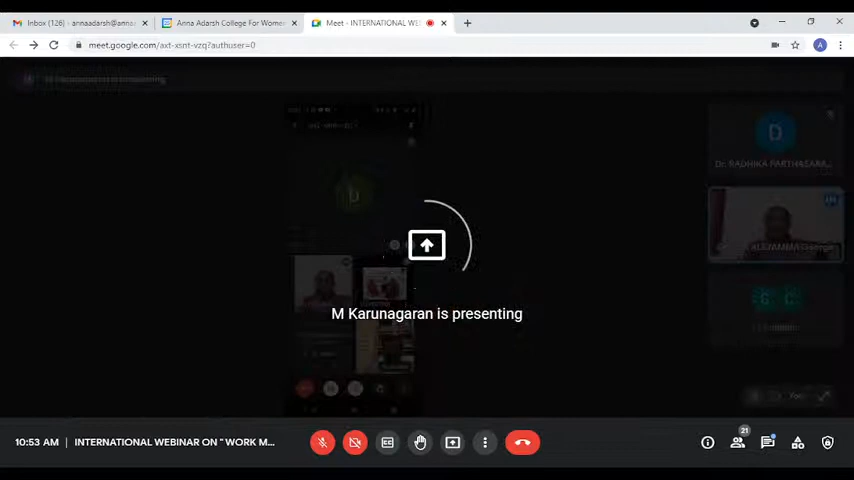 Inbox (126) - annaadarsh@anna
Anna Adarsh College For Women
Meet - INTERNATIONAL WE
meet.google.com/axt-xsnt-vzq?authuser=0
A
D
Dr. RADHIKA PARTHASARA...
D
M Karunagaran is presenting
G C
You
10:53 AM | INTERNATIONAL WEBINAR ON " WORK M...
21